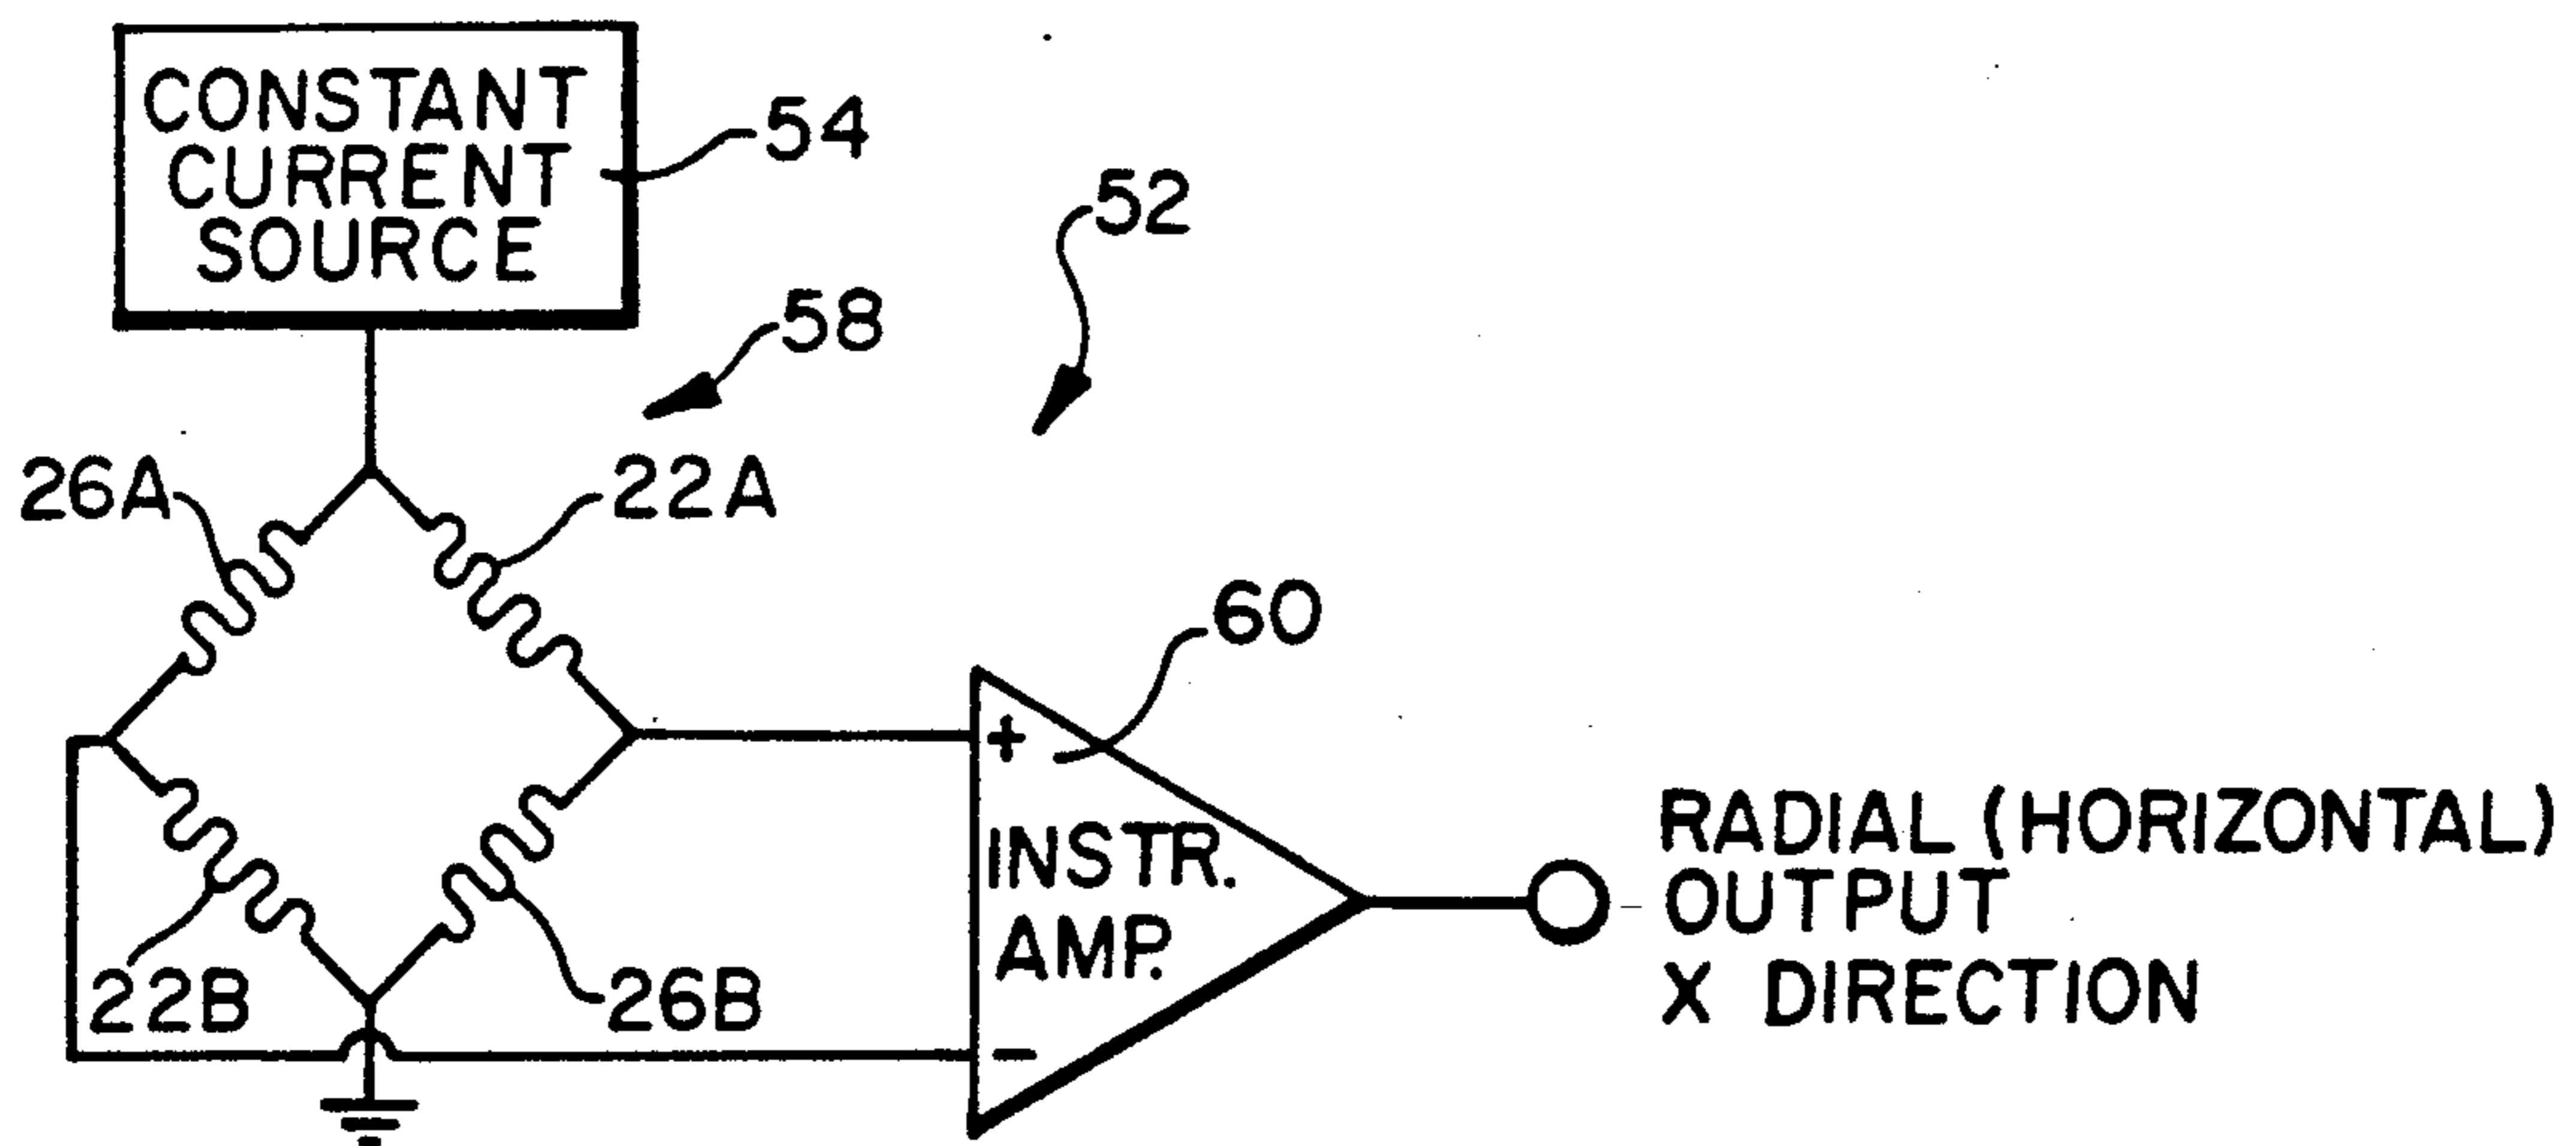 CONSTANT
CURRENT
SOURCE
54
52
58
26A
22A
60
+
INSTR.
AMP.
-
RADIAL (HORIZONTAL)
OUTPUT
X DIRECTION
22B
26B